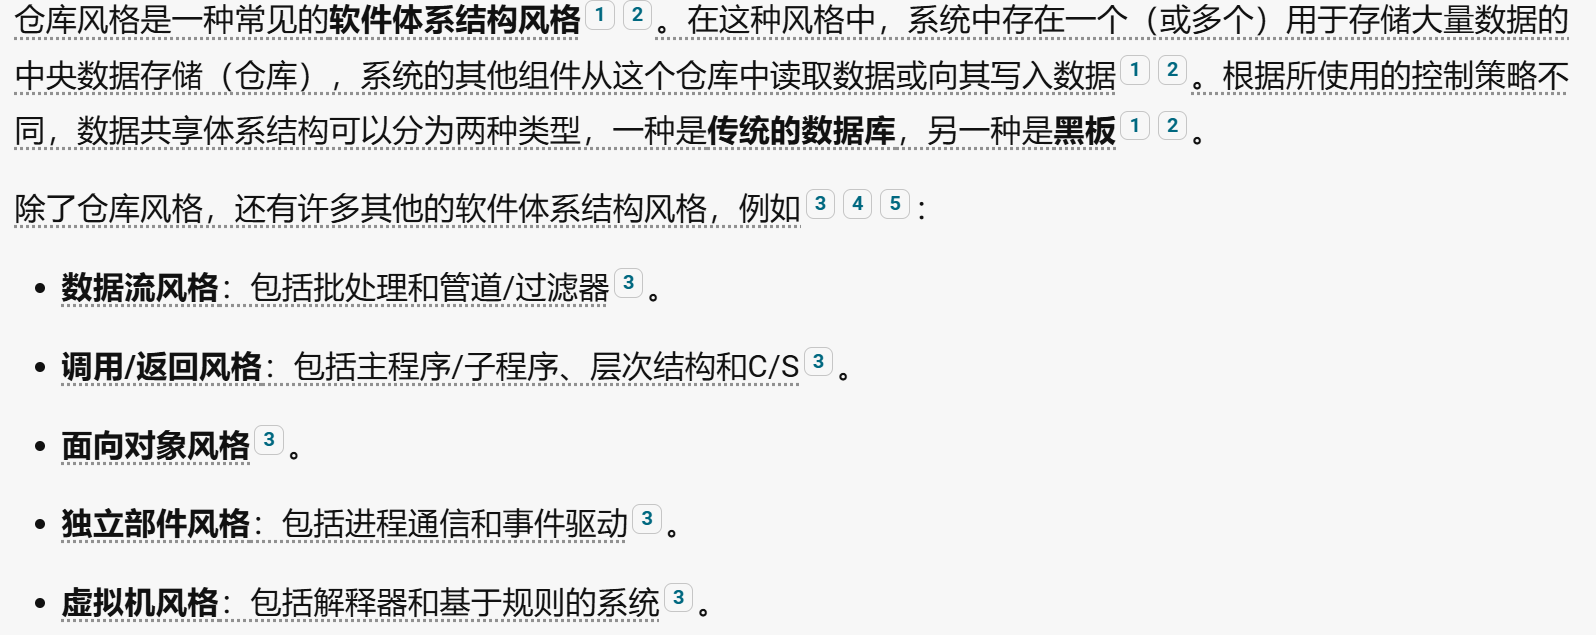 仓库风格是一种常见的软件体系结构风格 1 2 。在这种风格中，系统中存在一个（或多个）用于存储大量数据的
中央数据存储（仓库），系统的其他组件从这个仓库中读取数据或向其写入数据 1 2 。根据所使用的控制策略不
同，数据共享体系结构可以分为两种类型，一种是传统的数据库，另一种是黑板 1 2 。
除了仓库风格，还有许多其他的软件体系结构风格，例如 3 4 5 ：
• 数据流风格：包括批处理和管道/过滤器 3 。
• 调用/返回风格：包括主程序/子程序、层次结构和C/S 3 。
• 面向对象风格 3 。
• 独立部件风格：包括进程通信和事件驱动 3 。
• 虚拟机风格：包括解释器和基于规则的系统 3 。